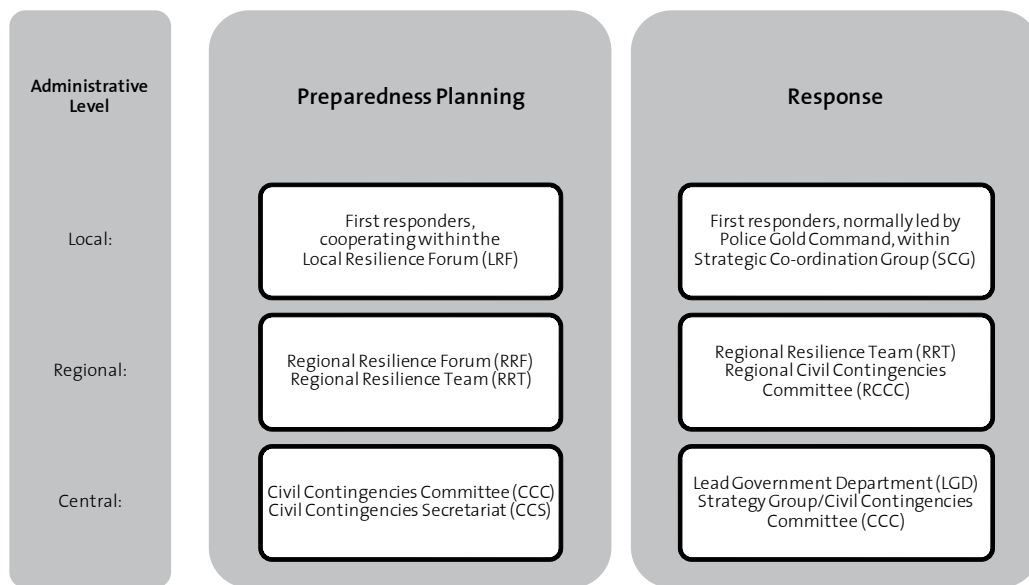 Administrative
Level
Preparedness Planning
Response
Local:
First responders,
cooperating within the
Local Resilience Forum (LRF)
First responders, normally led by
Police Gold Command, within
Strategic Co-ordination Group (SCG)
Regional:
Regional Resilience Forum (RRF)
Regional Resilience Team (RRT)
Regional Resilience Team (RRT)
Regional Civil Contingencies
Committee (RCCC)
Central:
Civil Contingencies Committee (CCC)
Civil Contingencies Secretariat (CCS)
Lead Government Department (LGD)
Strategy Group/Civil Contingencies
Committee (CCC)